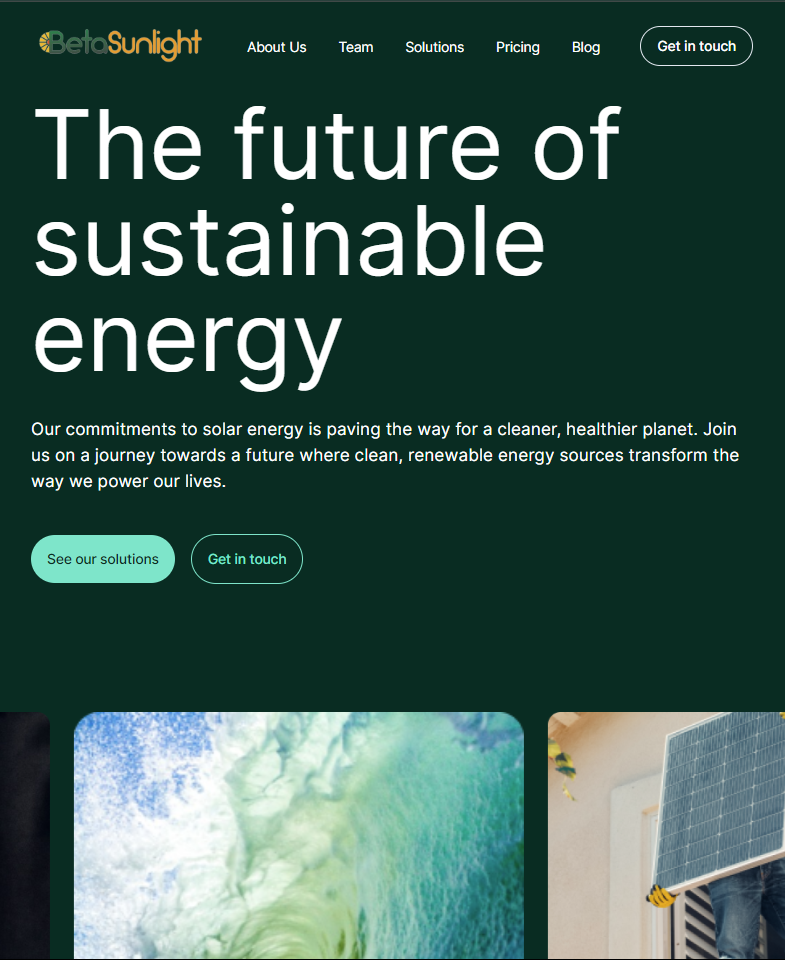 BetaSunlight
About Us
Team
Solutions
Pricing
Blog
Get in touch
The future of
sustainable
energy
Our commitments to solar energy is paving the way for a cleaner, healthier planet. Join
us on a journey towards a future where clean, renewable energy sources transform the
way we power our lives.
See our solutions
Get in touch